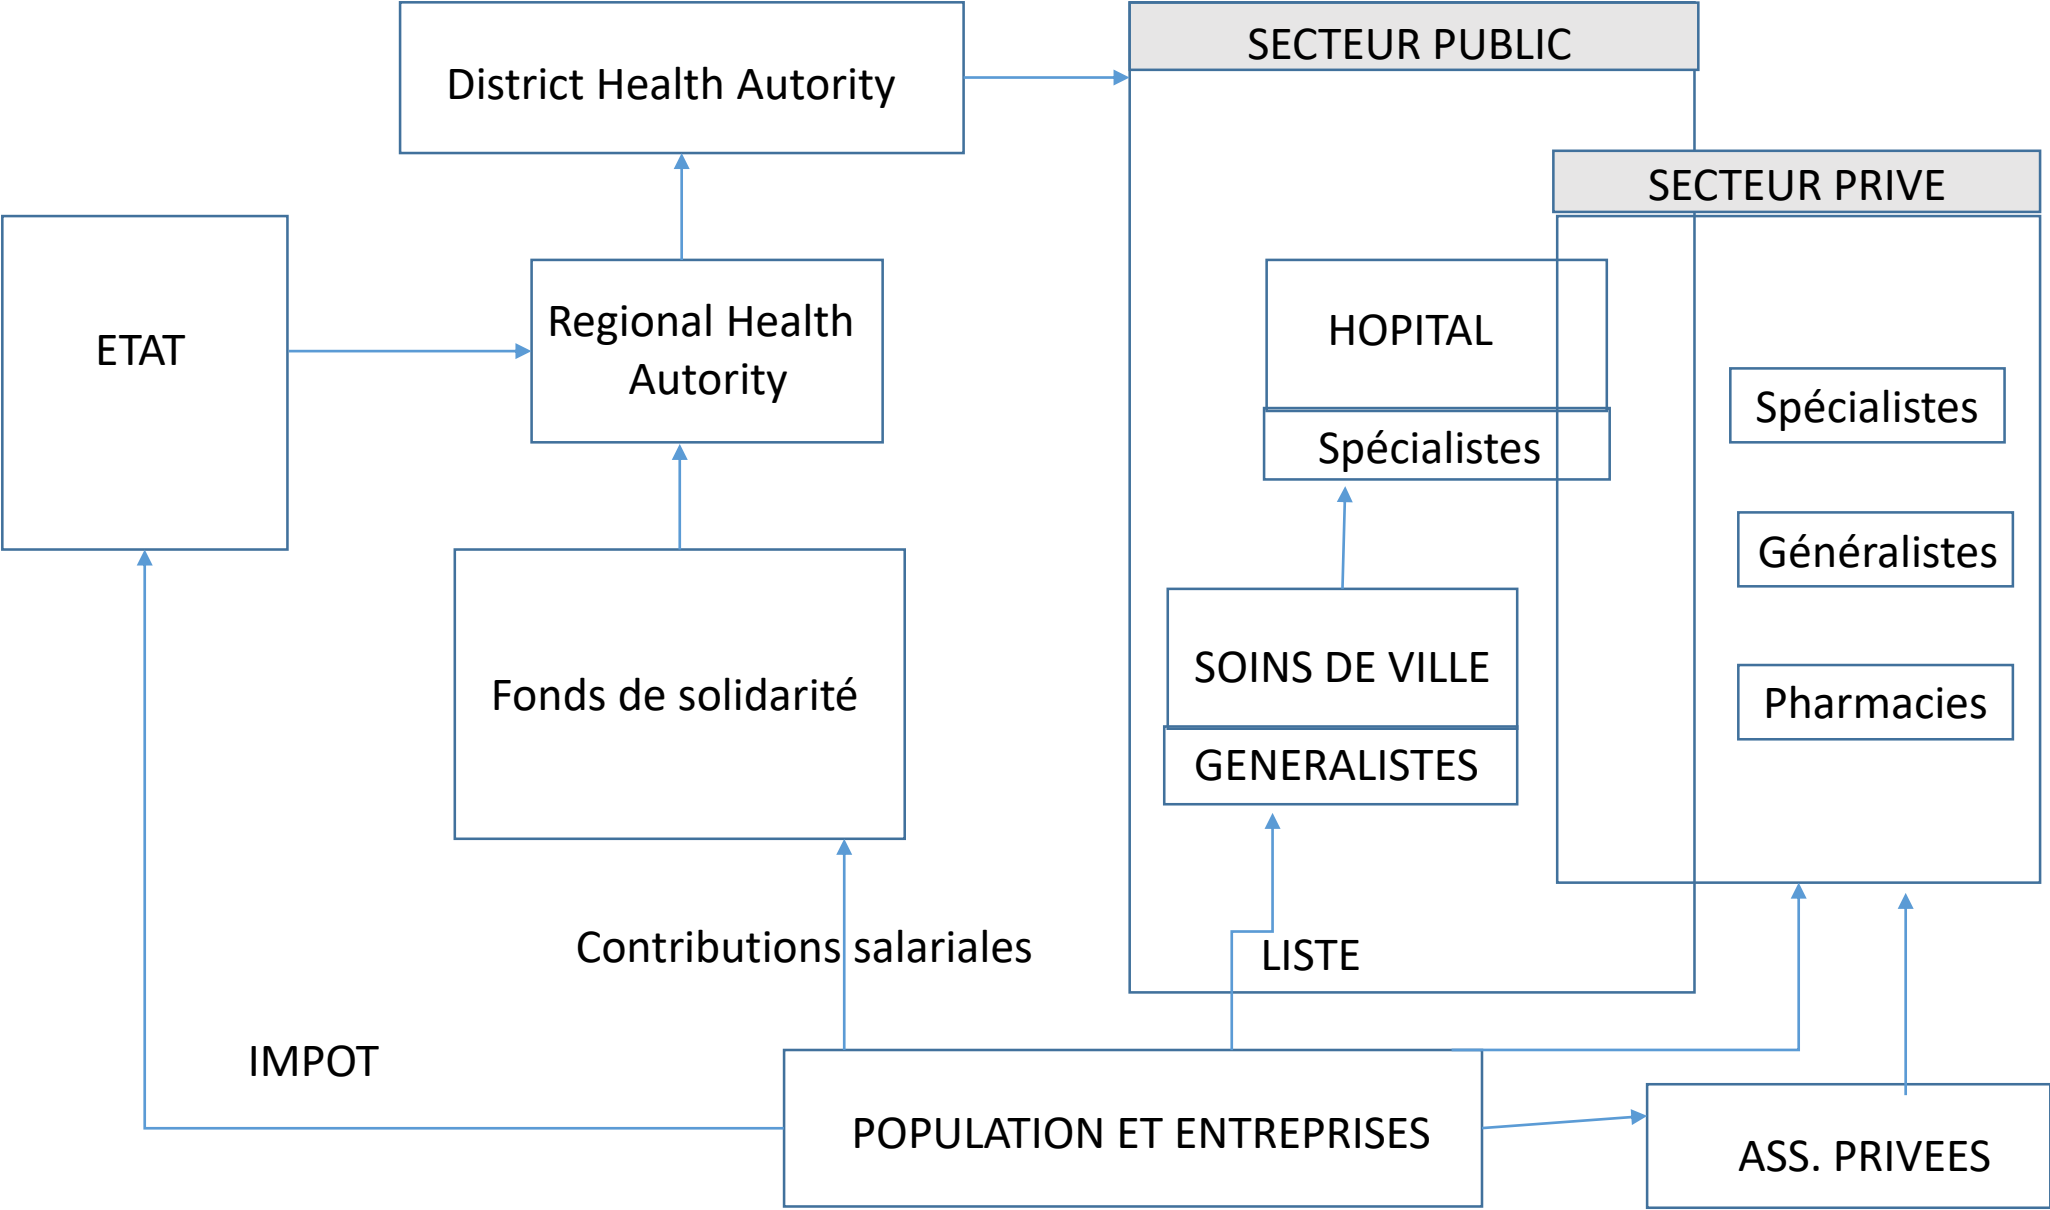 SECTEUR PUBLIC
District Health Autority
SECTEUR PRIVE
ETAT
Regional Health
Autority
HOPITAL
Spécialistes
Spécialistes
Généralistes
Pharmacies
SOINS DE VILLE
GENERALISTES
Fonds de solidarité
Contributions salariales
LISTE
IMPOT
POPULATION ET ENTREPRISES
ASS. PRIVEES